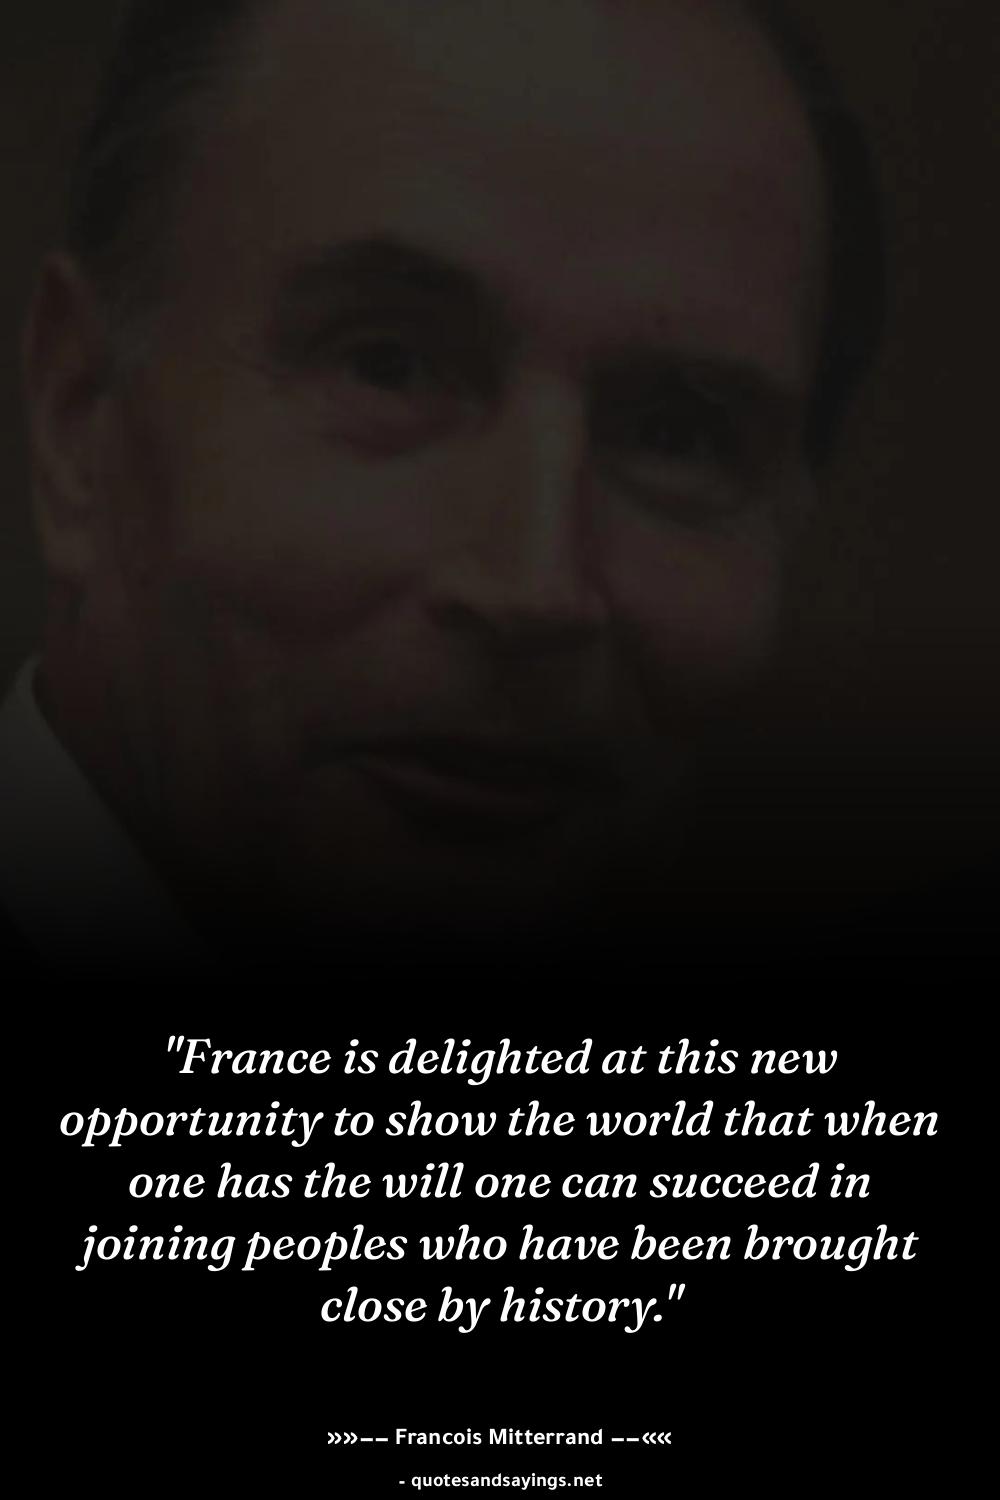 "France is delighted at this new
opportunity to show the world that when
one has the will one can succeed in
joining peoples who have been brought
close by history."
»»—— Francois Mitterrand ——««
- quotesandsayings.net